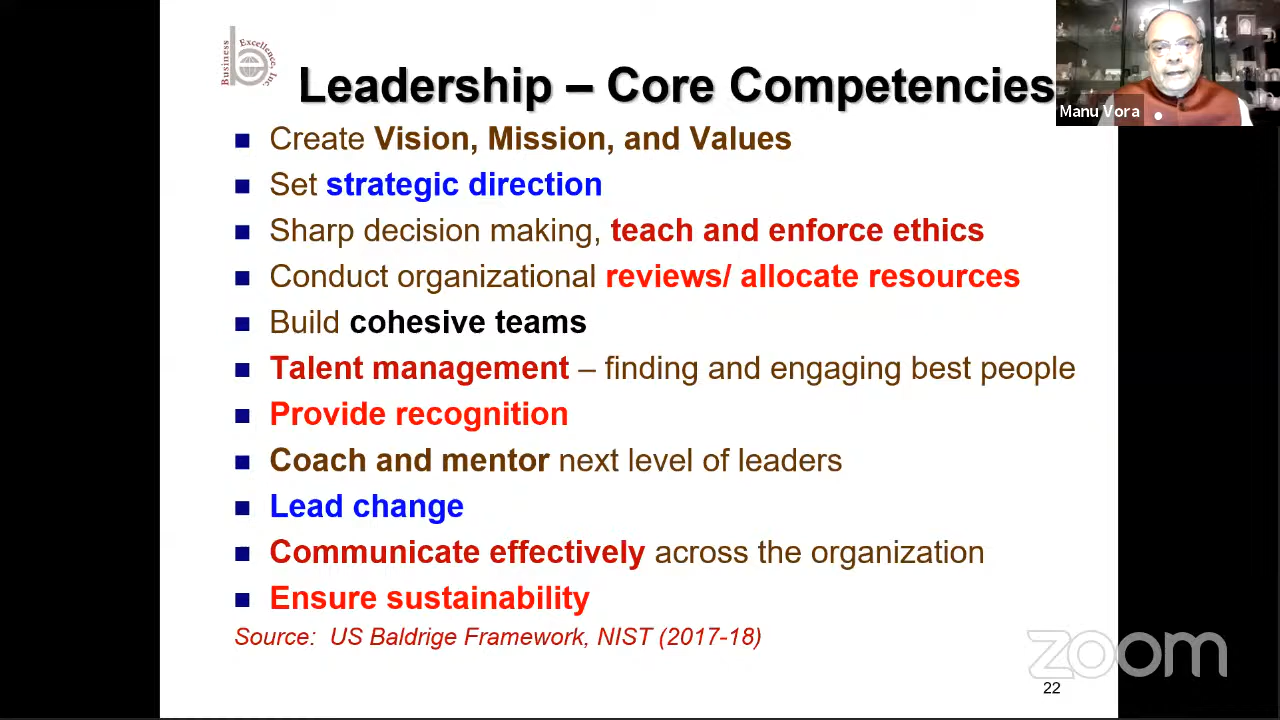 Business
Excellence, Inc.
Leadership – Core Competencies
Manu Vora
Create Vision, Mission, and Values
Set strategic direction
Sharp decision making, teach and enforce ethics
Conduct organizational reviews/ allocate resources
Build cohesive teams
Talent management – finding and engaging best people
Provide recognition
Coach and mentor next level of leaders
Lead change
Communicate effectively across the organization
Ensure sustainability
Source: US Baldrige Framework, NIST (2017-18)
zoom
22